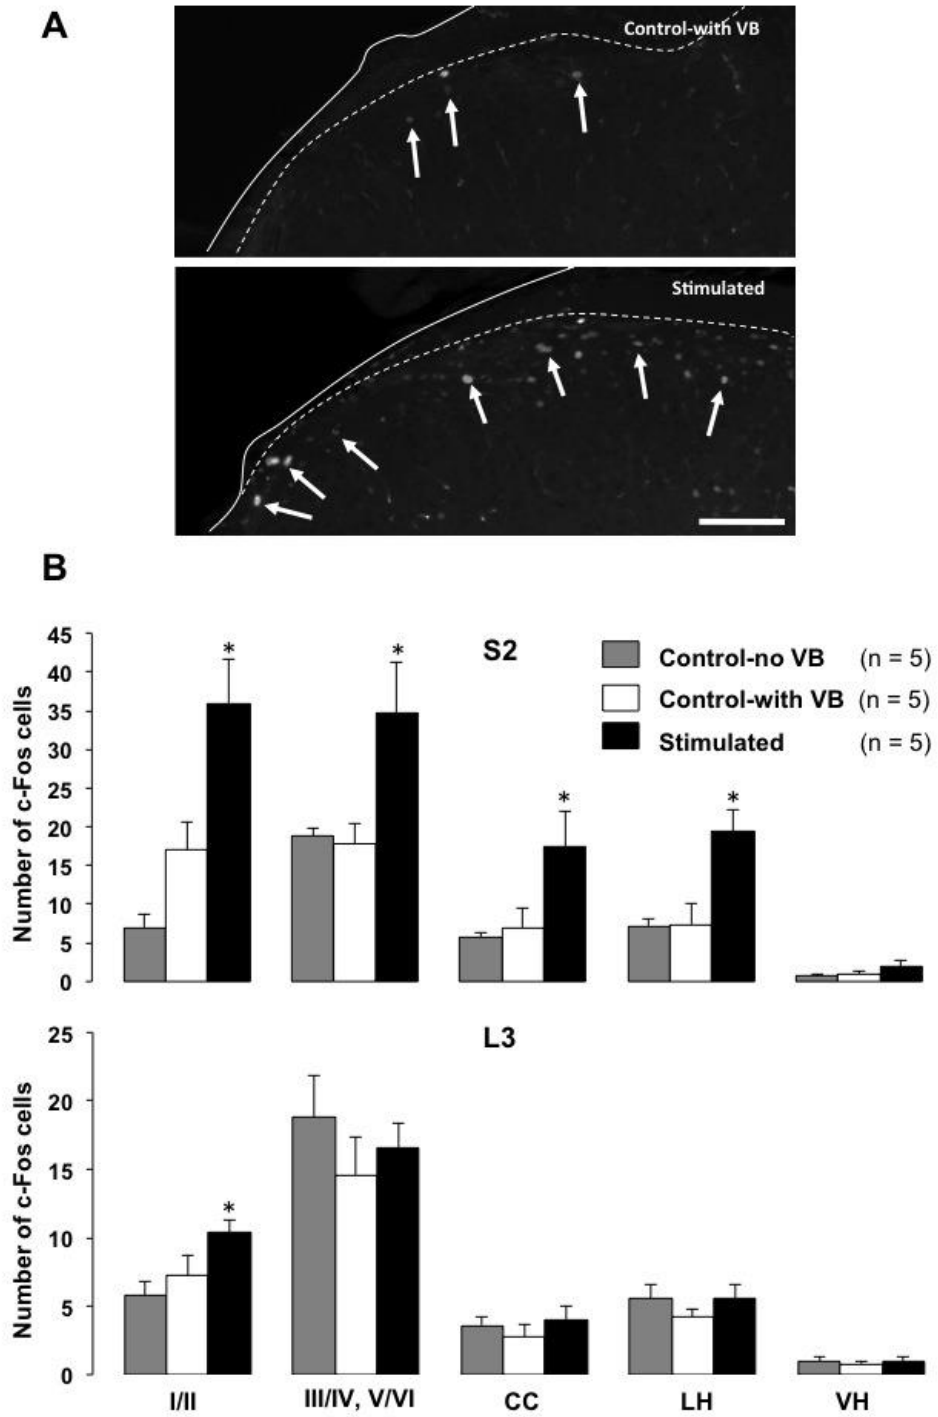 A
Control-with VB
Stimulated
B
S2
Control-no VB (n = 5)
Control-with VB (n = 5)
Stimulated (n = 5)
Number of c-Fos cells
45
40
35
30
25
20
15
10
5
0
*
*
*
*
L3
Number of c-Fos cells
25
20
15
10
5
0
*
I/II
III/IV, V/VI
CC
LH
VH